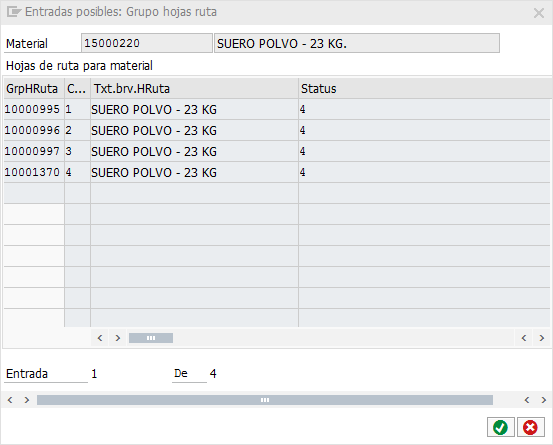 Entradas posibles: Grupo hojas ruta
Material 15000220 SUERO POLVO - 23 KG.
Hojas de ruta para material
GrpHRuta C... Txt.brv.HRuta Status
10000995 1 SUERO POLVO - 23 KG 4
10000996 2 SUERO POLVO - 23 KG 4
10000997 3 SUERO POLVO - 23 KG 4
10001370 4 SUERO POLVO - 23 KG 4
Entrada 1 De 4